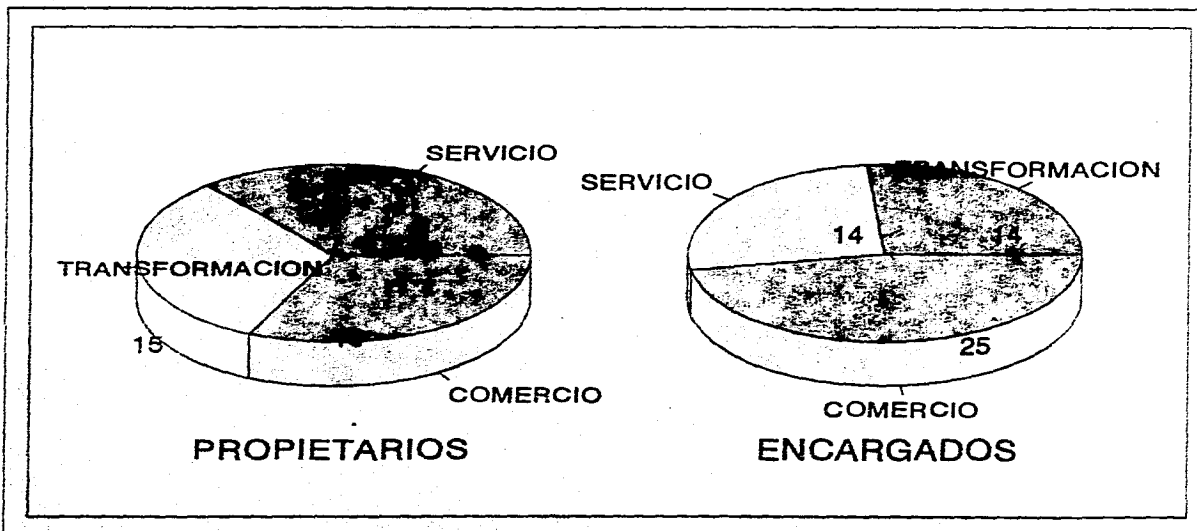 SERVICIO
TRANSFORMACION
15
COMERCIO
PROPIETARIOS
SERVICIO
TRANSFORMACION
14
14
25
COMERCIO
ENCARGADOS